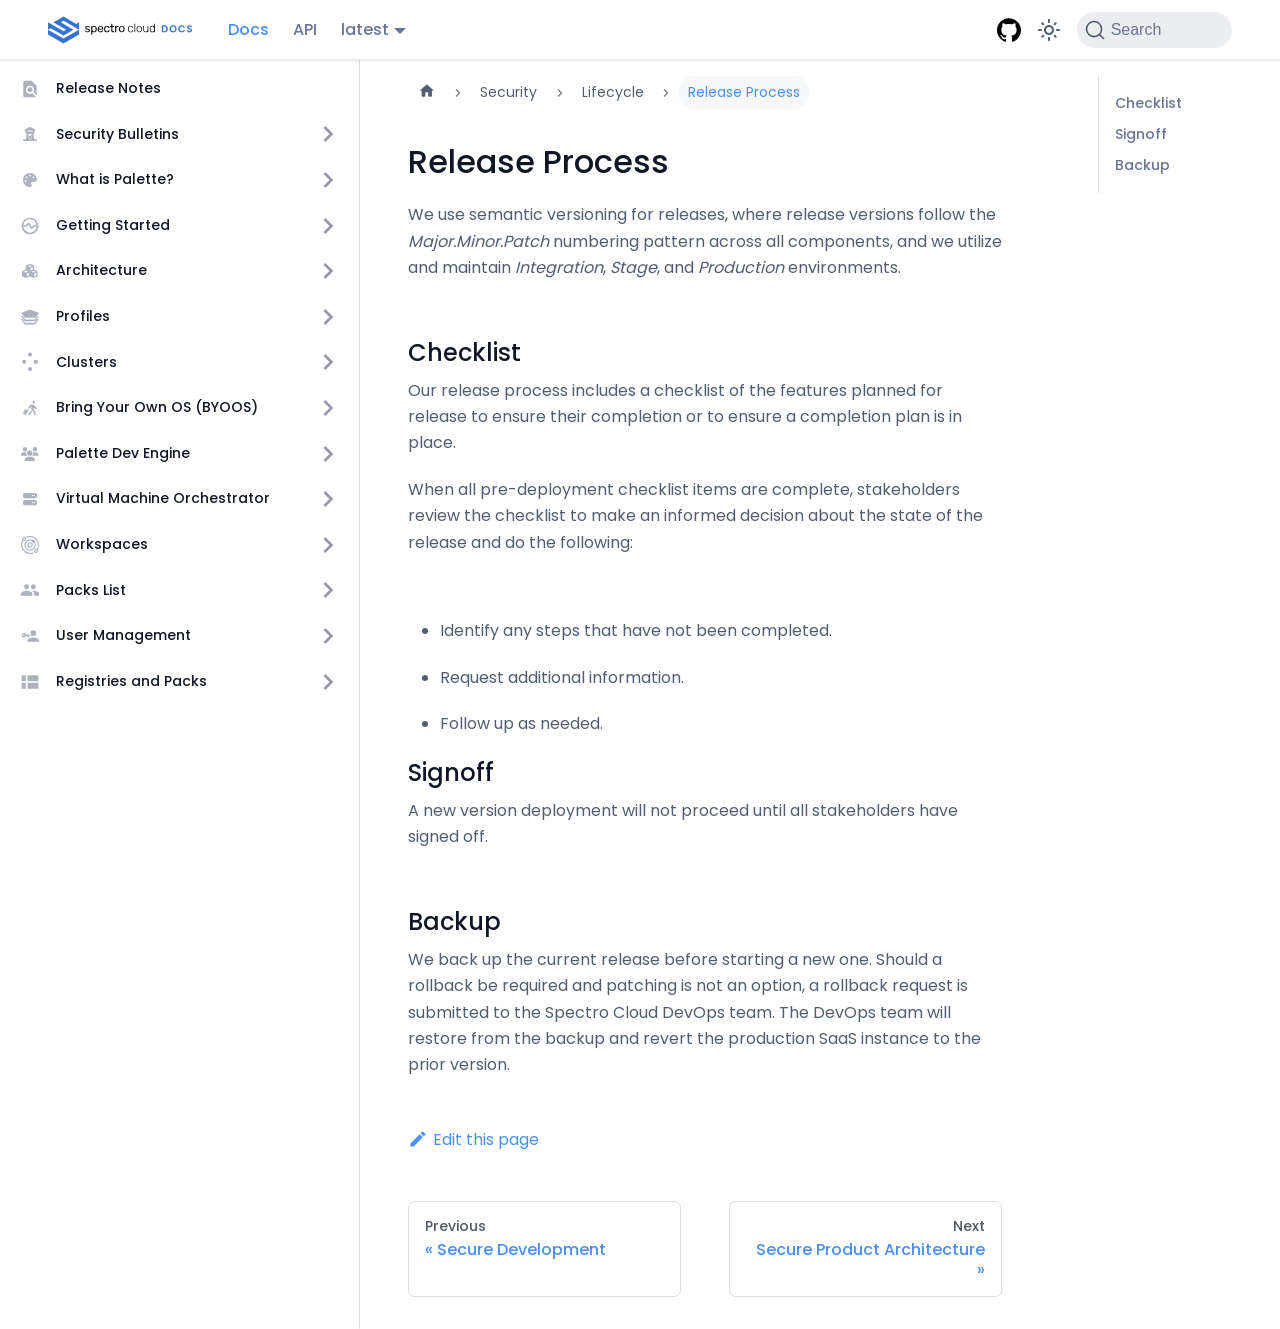 spectro cloud DOCS Docs API latest Search
Release Notes
Security Bulletins
What is Palette?
Getting Started
Architecture
Profiles
Clusters
Bring Your Own OS (BYOOS)
Palette Dev Engine
Virtual Machine Orchestrator
Workspaces
Packs List
User Management
Registries and Packs
Security Lifecycle Release Process
Release Process
We use semantic versioning for releases, where release versions follow the
Major.Minor.Patch numbering pattern across all components, and we utilize
and maintain Integration, Stage, and Production environments.
Checklist
Our release process includes a checklist of the features planned for
release to ensure their completion or to ensure a completion plan is in
place.
When all pre-deployment checklist items are complete, stakeholders
review the checklist to make an informed decision about the state of the
release and do the following:
• Identify any steps that have not been completed.
• Request additional information.
• Follow up as needed.
Signoff
A new version deployment will not proceed until all stakeholders have
signed off.
Backup
We back up the current release before starting a new one. Should a
rollback be required and patching is not an option, a rollback request is
submitted to the Spectro Cloud DevOps team. The DevOps team will
restore from the backup and revert the production SaaS instance to the
prior version.
Edit this page
Previous
« Secure Development
Next
Secure Product Architecture
»
Checklist
Signoff
Backup